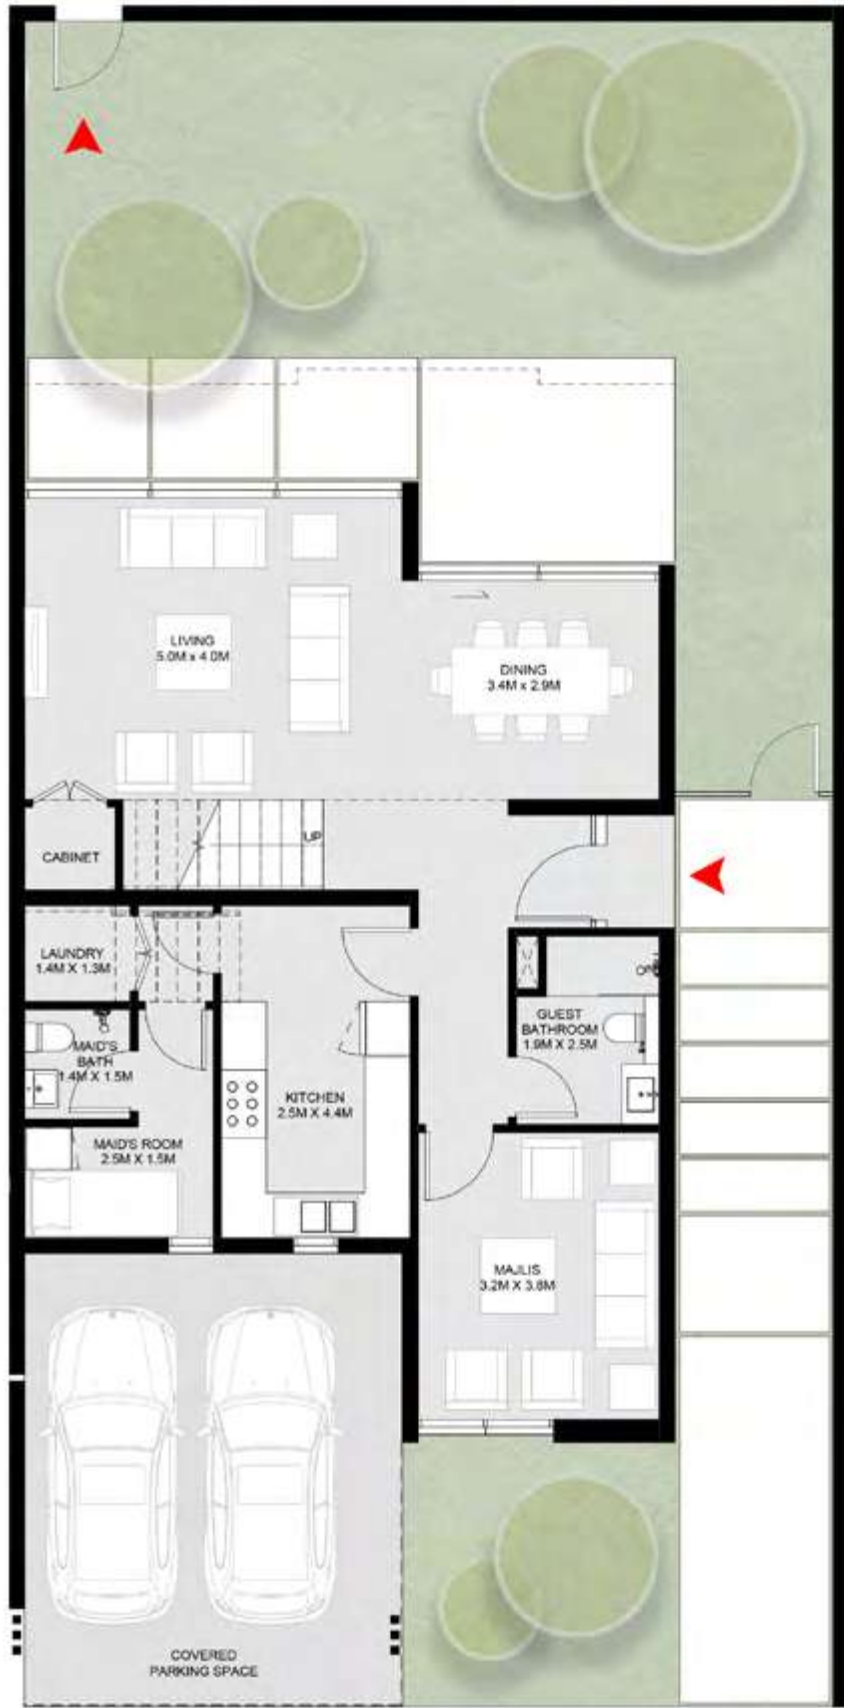 LIVING
5.0M x 4.0M
DINING
3.4M x 2.9M
CABINET
UP
LAUNDRY
1.4M X 1.3M
GUEST
BATHROOM
1.9M X 2.5M
MAID'S
BATH
1.4M X 1.5M
KITCHEN
2.5M X 4.4M
MAID'S ROOM
2.5M X 1.5M
MAJLIS
3.2M X 3.8M
COVERED
PARKING SPACE